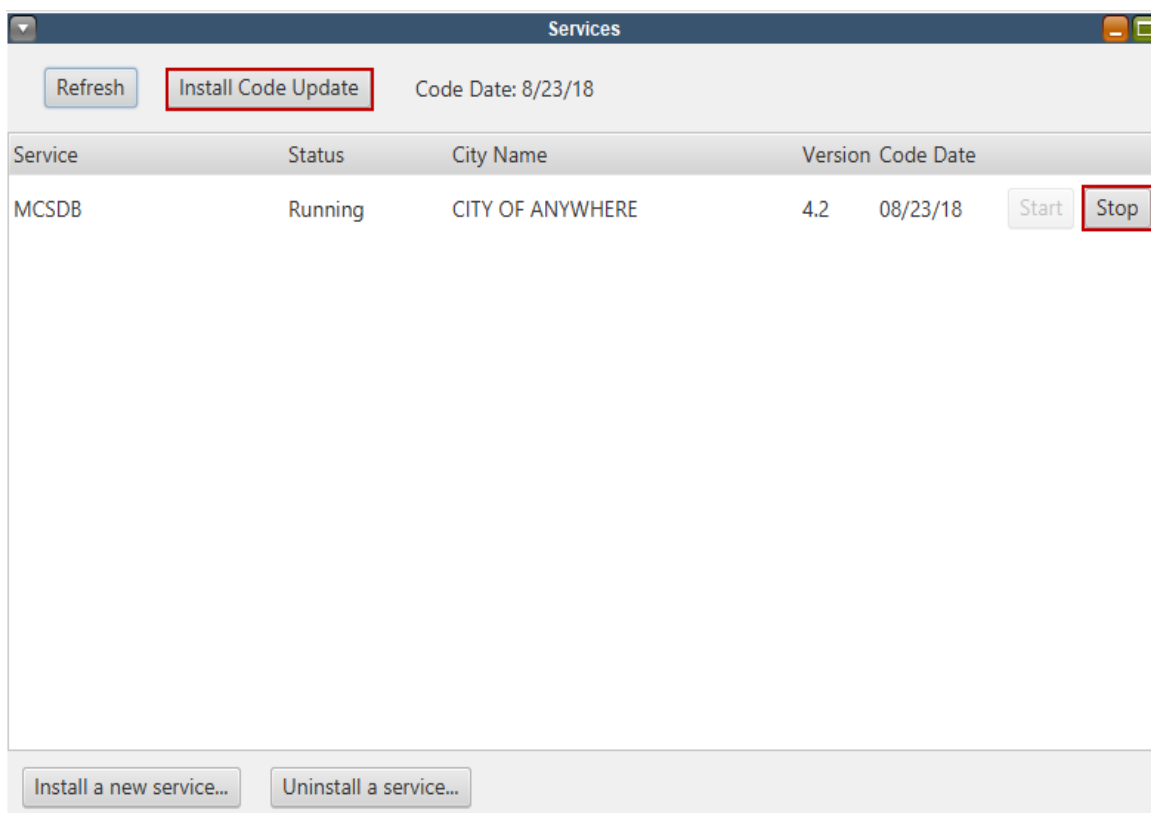 Services
Refresh Install Code Update Code Date: 8/23/18
Service Status City Name Version Code Date
MCSDB Running CITY OF ANYWHERE 4.2 08/23/18 Start Stop
Install a new service... Uninstall a service...